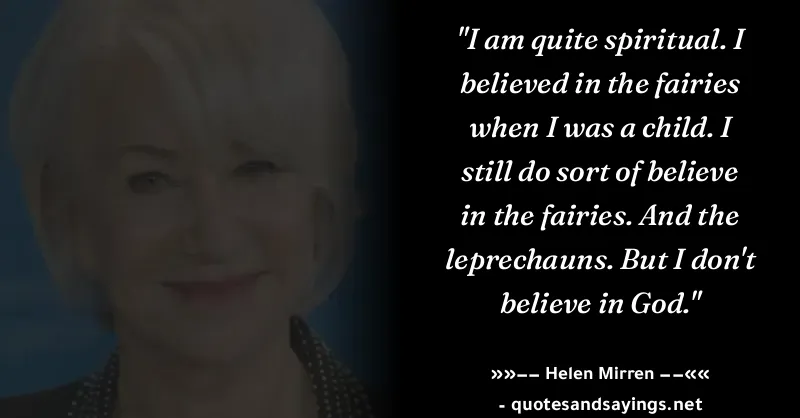 "I am quite spiritual. I
believed in the fairies
when I was a child. I
still do sort of believe
in the fairies. And the
leprechauns. But I don't
believe in God."
»»−− Helen Mirren −−««
- quotesandsayings.net